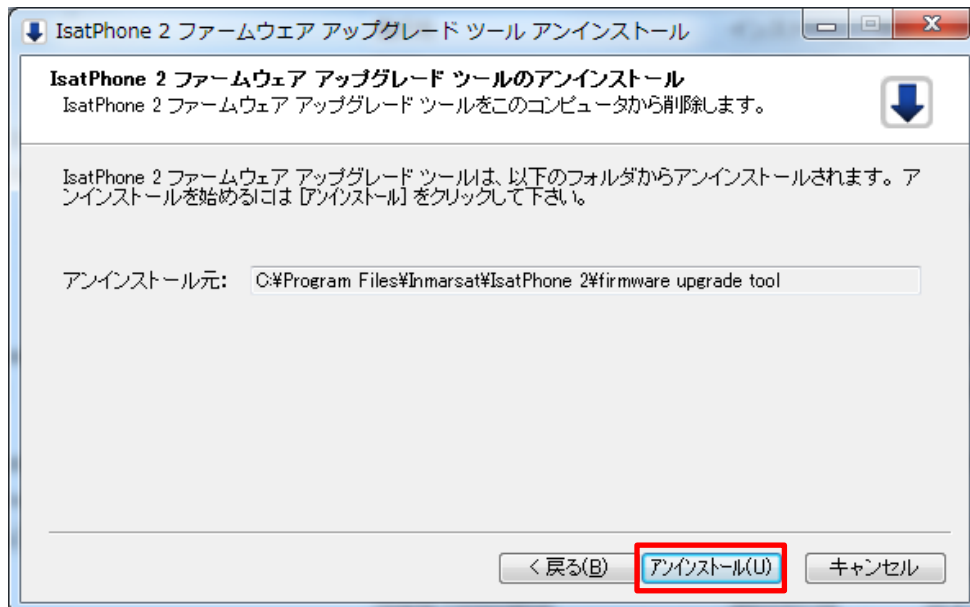 IsatPhone 2 ファームウェア アップグレード ツール アンインストール
IsatPhone 2 ファームウェア アップグレード ツールのアンインストール
IsatPhone 2 ファームウェア アップグレード ツールをこのコンピュータから削除します。
IsatPhone 2 ファームウェア アップグレード ツールは、以下のフォルダからアンインストールされます。ア
ンインストールを始めるには [アンインストール] をクリックして下さい。
アンインストール元: C:¥Program Files¥Inmarsat¥IsatPhone 2¥firmware upgrade tool
< 戻る(B) アンインストール(U) キャンセル